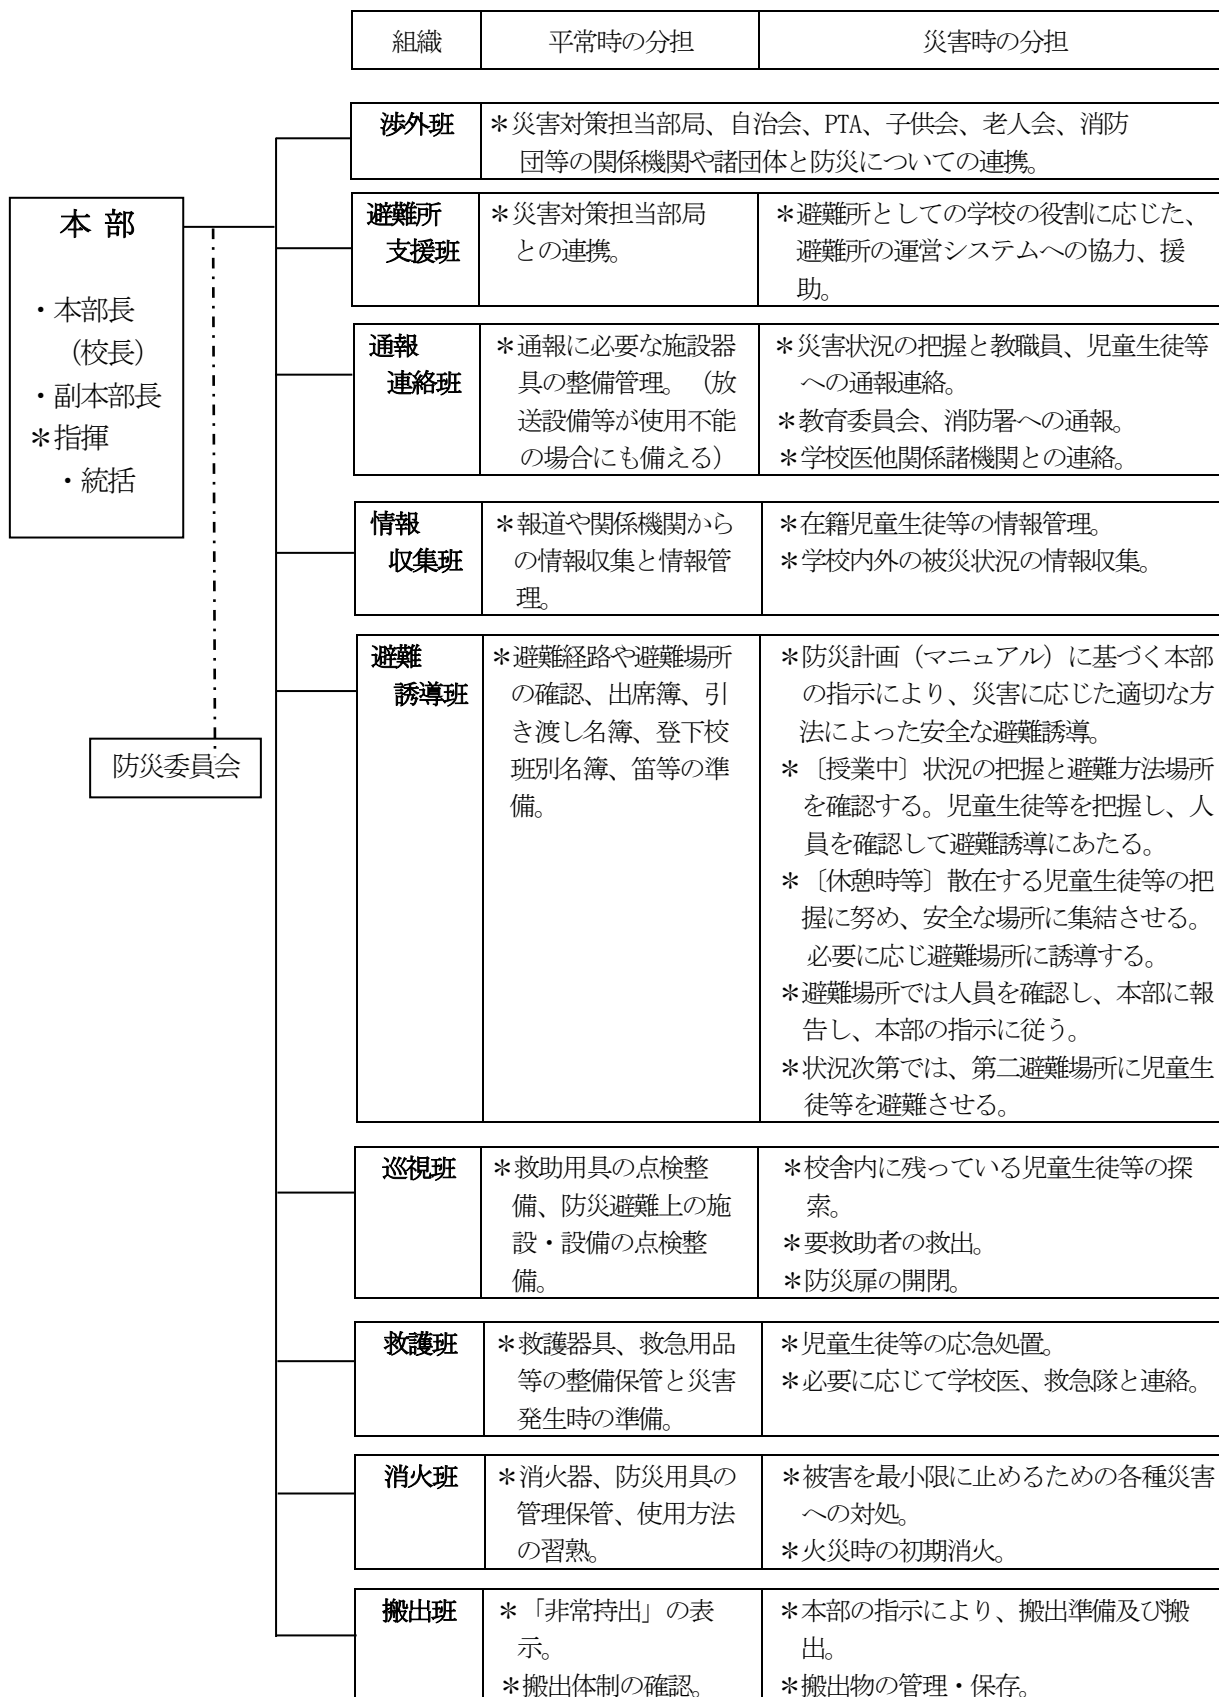 組織
平常時の分担
災害時の分担
渉外班
＊災害対策担当部局、自治会、PTA、子供会、老人会、消防
団等の関係機関や諸団体と防災についての連携。
本 部
・本部長
（校長）
・副本部長
＊指揮
・統括
防災委員会
避難所
支援班
＊災害対策担当部局
との連携。
＊避難所としての学校の役割に応じた、
避難所の運営システムへの協力、援
助。
通報
連絡班
＊通報に必要な施設器
具の整備管理。（放
送設備等が使用不能
の場合にも備える）
＊災害状況の把握と教職員、児童生徒等
への通報連絡。
＊教育委員会、消防署への通報。
＊学校医他関係諸機関との連絡。
情報
収集班
＊報道や関係機関から
の情報収集と情報管
理。
＊在籍児童生徒等の情報管理。
＊学校内外の被災状況の情報収集。
避難
誘導班
＊避難経路や避難場所
の確認、出席簿、引
き渡し名簿、登下校
班別名簿、笛等の準
備。
＊防災計画（マニュアル）に基づく本部
の指示により、災害に応じた適切な方
法によった安全な避難誘導。
＊〔授業中〕状況の把握と避難方法場所
を確認する。児童生徒等を把握し、人
員を確認して避難誘導にあたる。
＊〔休憩時等〕散在する児童生徒等の把
握に努め、安全な場所に集結させる。
必要に応じ避難場所に誘導する。
＊避難場所では人員を確認し、本部に報
告し、本部の指示に従う。
＊状況次第では、第二避難場所に児童生
徒等を避難させる。
巡視班
＊救助用具の点検整
備、防災避難上の施
設・設備の点検整
備。
＊校舎内に残っている児童生徒等の探
索。
＊要救助者の救出。
＊防災扉の開閉。
救護班
＊救護器具、救急用品
等の整備保管と災害
発生時の準備。
＊児童生徒等の応急処置。
＊必要に応じて学校医、救急隊と連絡。
消火班
＊消火器、防災用具の
管理保管、使用方法
の習熟。
＊被害を最小限に止めるための各種災害
への対処。
＊火災時の初期消火。
搬出班
＊「非常持出」の表
示。
＊搬出体制の確認。
＊本部の指示により、搬出準備及び搬
出。
＊搬出物の管理・保存。